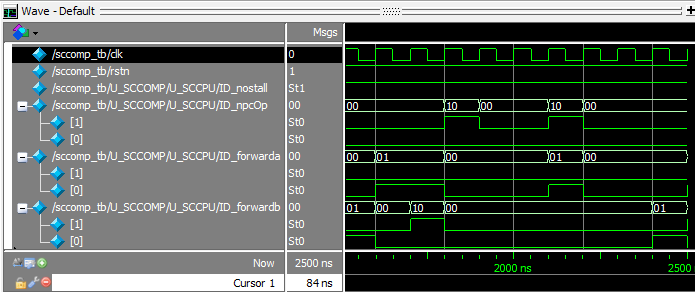 Wave - Default
Msgs
/sccomp_tb/clk 0
/sccomp_tb/rstn 1
/sccomp_tb/U_SCCOMP/U_SCCPU/ID_nostall St1
/sccomp_tb/U_SCCOMP/U_SCCPU/ID_npcOp 00 00 10 00 10 00
[1] St0
[0] St0
/sccomp_tb/U_SCCOMP/U_SCCPU/ID_forwarda 00 00 01 00 01 00
[1] St0
[0] St0
/sccomp_tb/U_SCCOMP/U_SCCPU/ID_forwardb 00 01 00 10 00 01
[1] St0
[0] St0
Now 2500 ns 2000 ns 2500
Cursor 1 84 ns